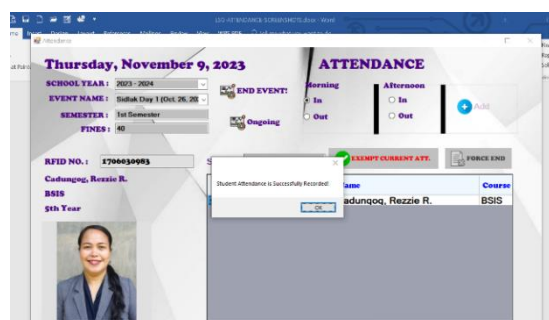 LSG-ATTENDANCE SCREENSHOTS.docx - Word
Attendance
Thursday, November 9, 2023
ATTENDANCE
SCHOOL YEAR : 2023 - 2024
EVENT NAME : Sidlak Day 1 (Oct. 26, 20
SEMESTER : 1st Semester
FINES : 40
END EVENT!
Ongoing
Morning
In
Out
Afternoon
In
Out
Add
RFID NO. : 1700030983
Cadungog, Rezzie R.
BSIS
5th Year
EXEMPT CURRENT ATT.
FORCE END
Student Attendance is Successfully Recorded!
OK
Name
Course
Cadungog, Rezzie R.
BSIS